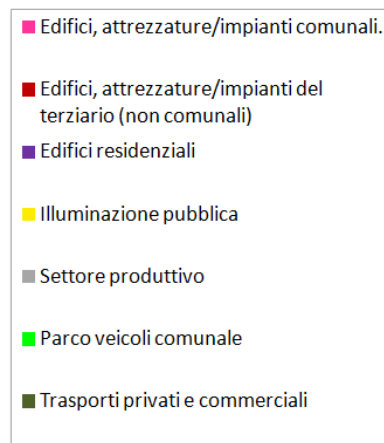 Edifici, attrezzature/impianti comunali.
Edifici, attrezzature/impianti del
terziario (non comunali)
Edifici residenziali
Illuminazione pubblica
Settore produttivo
Parco veicoli comunale
Trasporti privati e commerciali